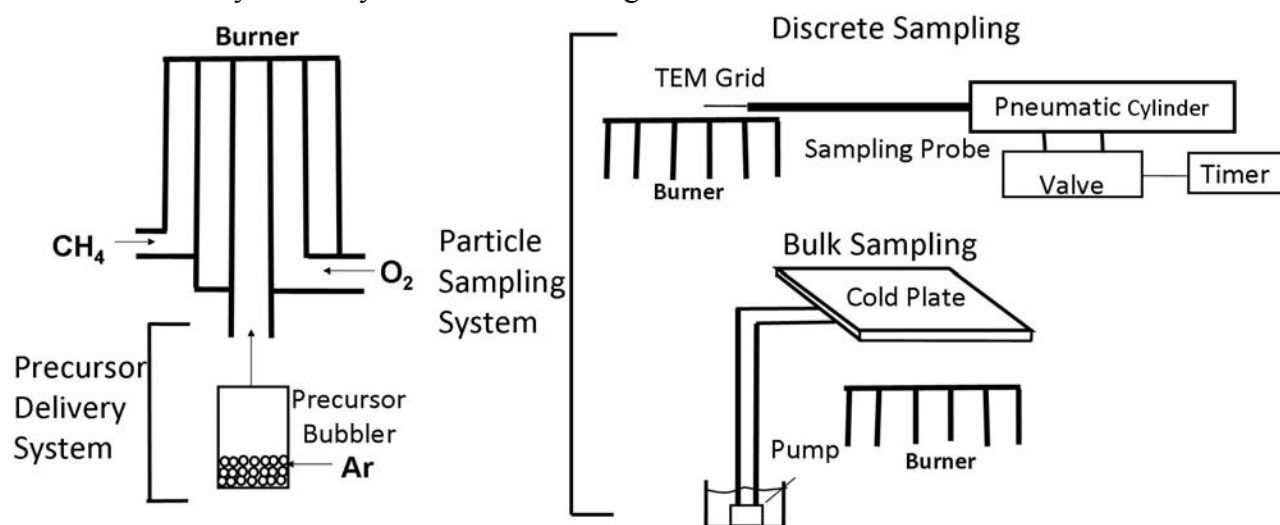 Burner
CH₄
O₂
Precursor
Delivery
System
Precursor
Bubbler
Ar
Particle
Sampling
System
Discrete Sampling
TEM Grid
Pneumatic Cylinder
Sampling Probe
Valve
Timer
Burner
Bulk Sampling
Cold Plate
Pump
Burner